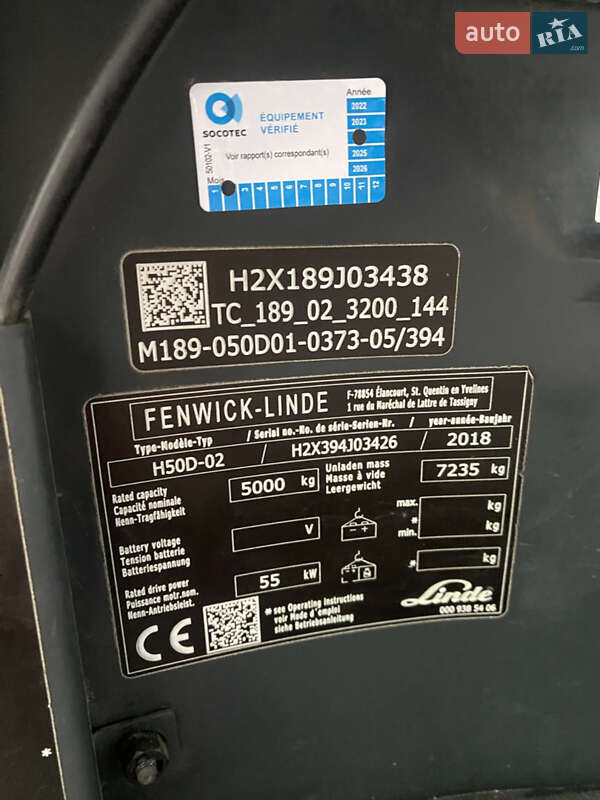 auto RIA.com
Année
2022
2023
2025
2026
SOCOTEC
ÉQUIPEMENT
VÉRIFIÉ
50102-V1
Voir rapport(s) correspondant(s)
Mois
1 3 4 5 6 7 8 9 10 11 12
H2X189J03438
TC_189_02_3200_144
M189-050D01-0373-05/394
FENWICK-LINDE
F-78854 Élancourt, St. Quentin en Yvelines
1 rue du Maréchal de Lattre de Tassigny
Type-Modèle-Typ / Serial no.-No. de série-Serien-Nr. / year-année-Baujahr
H50D-02 / H2X394J03426 / 2018
Rated capacity
Capacité nominale
Nenn-Tragfähigkeit
5000 kg
Unladen mass
Masse à vide
Leergewicht
7235 kg
Battery voltage
Tension batterie
Batteriespannung
V
- +
max. kg
*
min. kg
Rated drive power
Puissance motr.nom.
Nenn-Antriebsleist.
55 kW
* kg
CE
* see Operating instructions
voir Mode d'emploi
siehe Betriebsanleitung
Linde
000 938 54 06
*